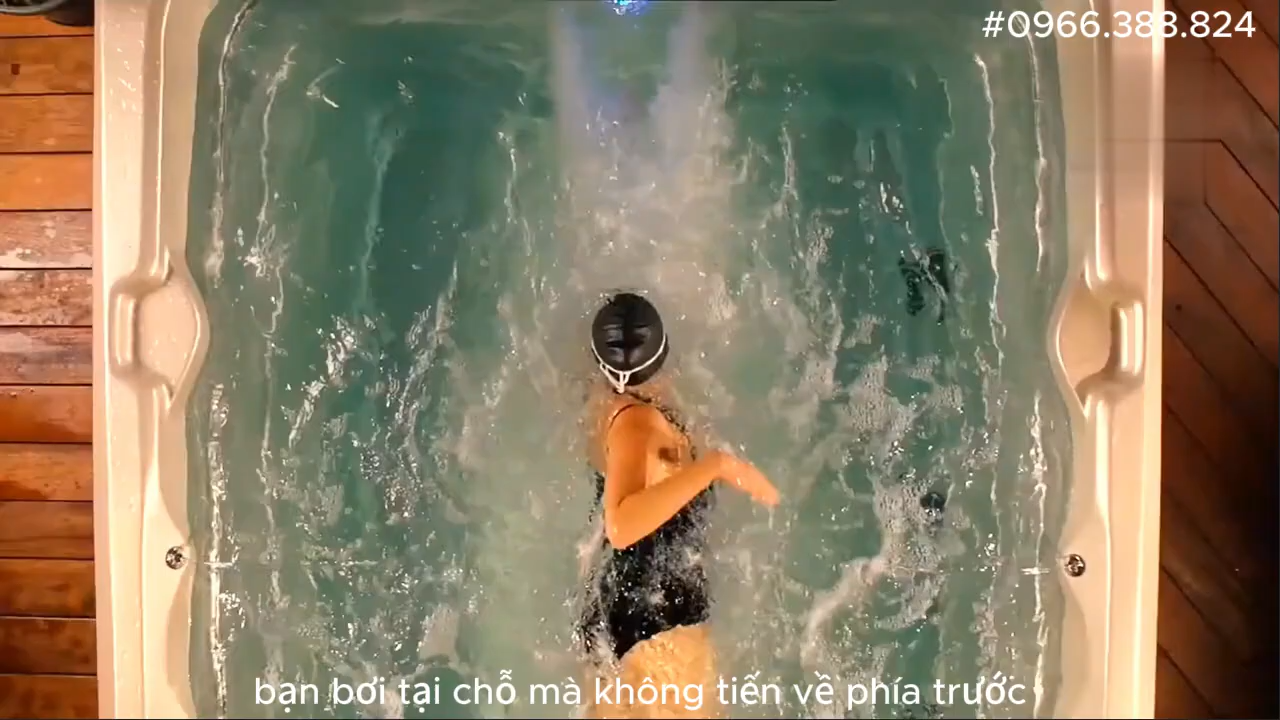 #0966.388.824
bạn bơi tại chỗ mà không tiến về phía trước